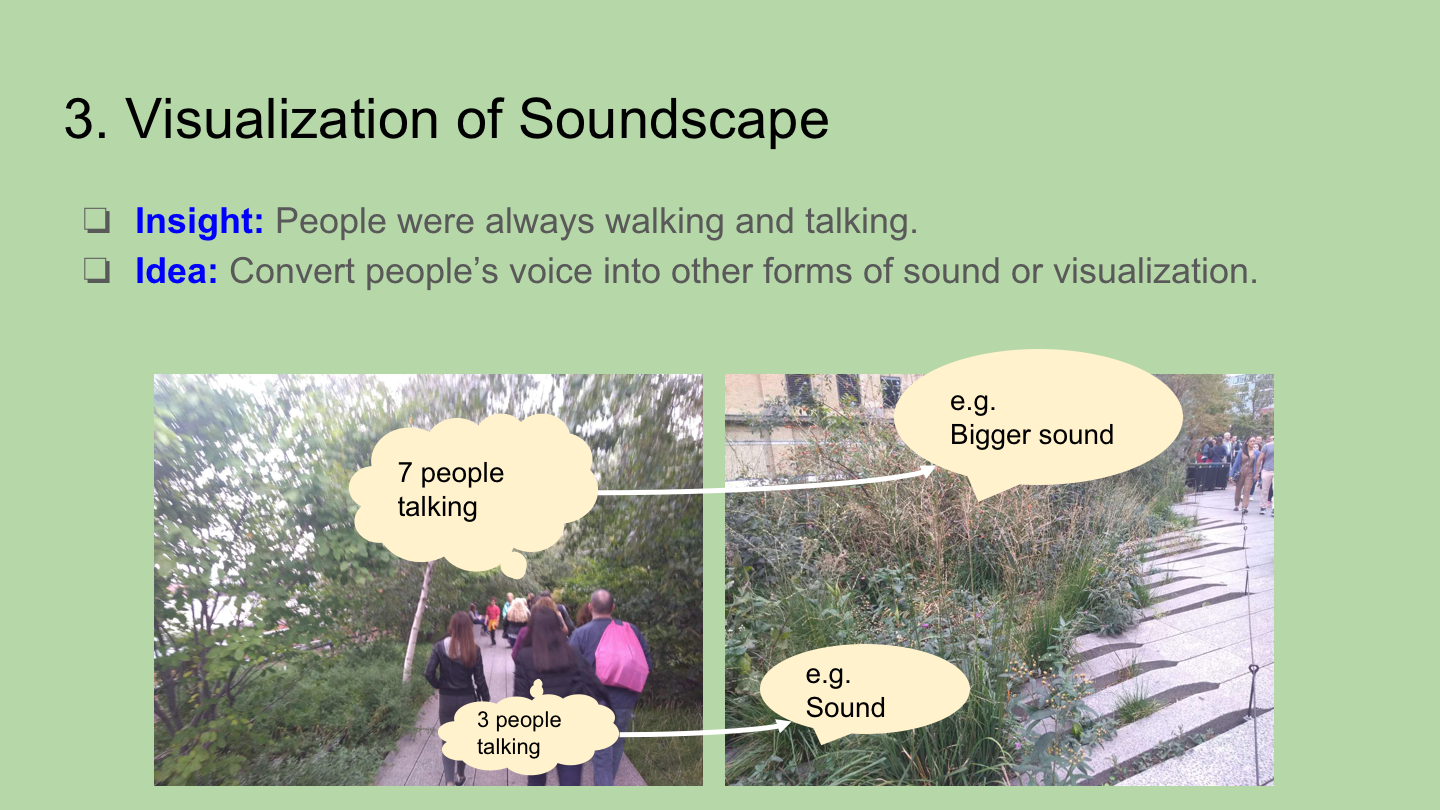 3. Visualization of Soundscape
❏ Insight: People were always walking and talking.
❏ Idea: Convert people’s voice into other forms of sound or visualization.
7 people
talking
e.g.
Bigger sound
3 people
talking
e.g.
Sound